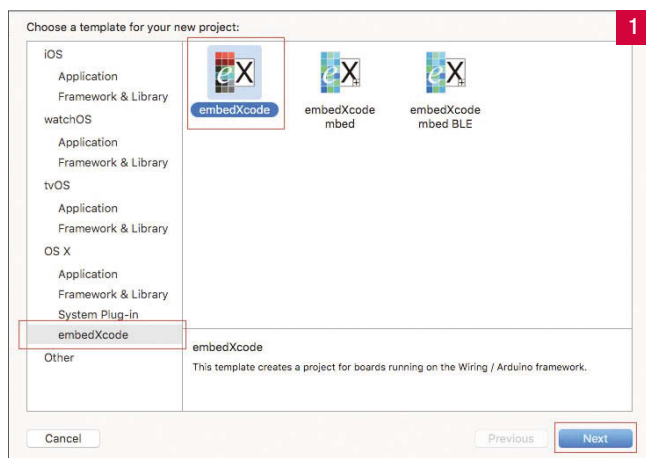 Choose a template for your new project:
1
iOS
Application
Framework & Library
watchOS
Application
Framework & Library
tvOS
Application
Framework & Library
OS X
Application
Framework & Library
System Plug-in
embedXcode
Other
eX
embedXcode
eX
embedXcode
mbed
eX
embedXcode
mbed BLE
embedXcode
This template creates a project for boards running on the Wiring / Arduino framework.
Cancel
Previous
Next